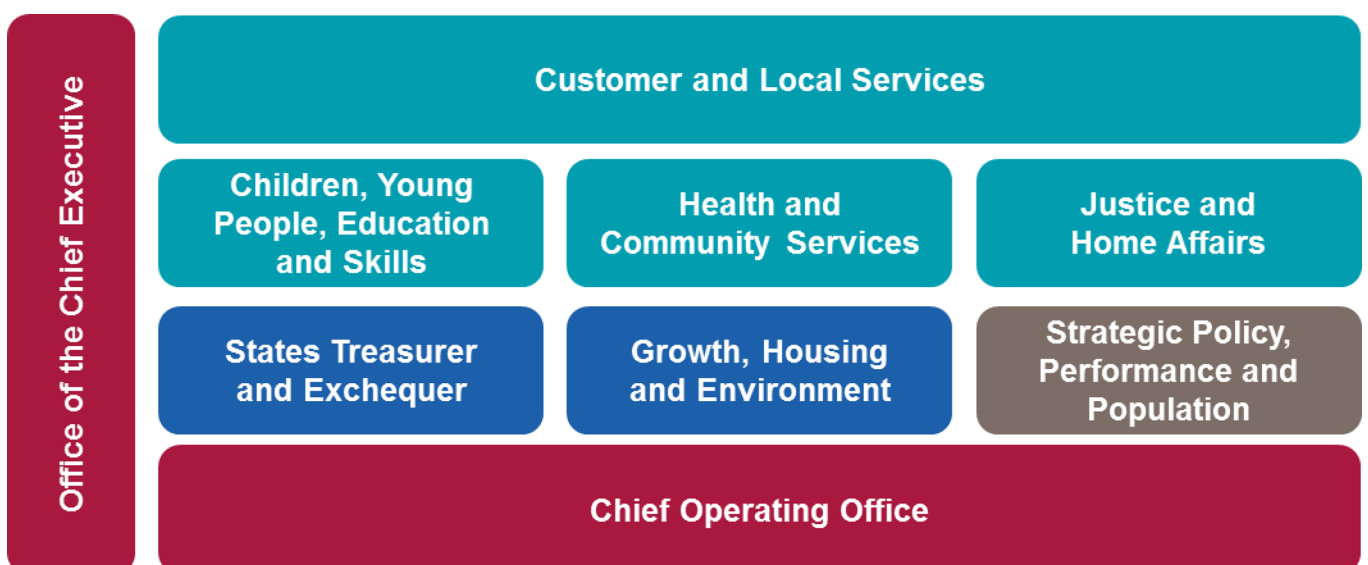 Office of the Chief Executive
Customer and Local Services
Children, Young
People, Education
and Skills
Health and
Community Services
Justice and
Home Affairs
States Treasurer
and Exchequer
Growth, Housing
and Environment
Strategic Policy,
Performance and
Population
Chief Operating Office